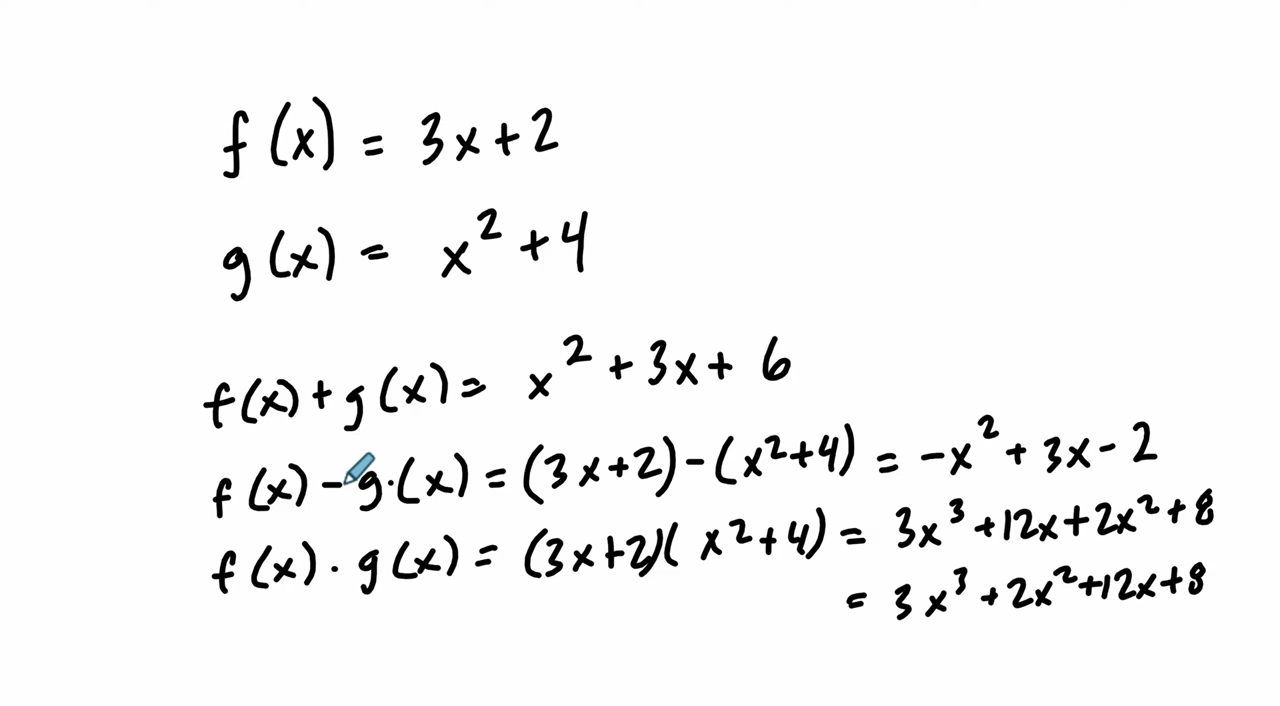 f(x) = 3x+2
g(x) = x² +4
f(x)+g(x) = x² +3x+ 6
f(x) - g·(x) = (3x+2) - (x²+4) = -x² + 3x - 2
f(x) · g(x) = (3x+2)( x²+4) = 3x³ +12x+2x² +8
= 3x³ +2x² +12x+8